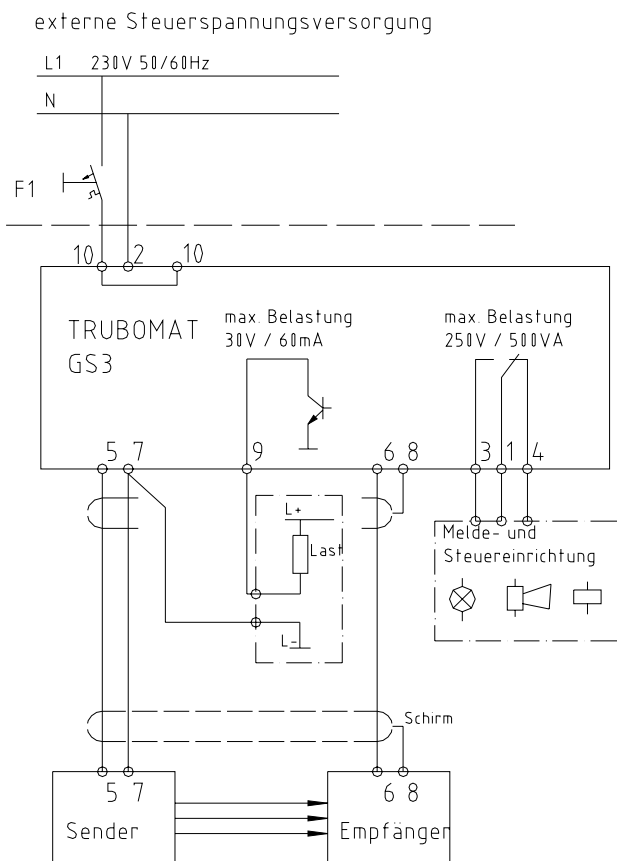 externe Steuerspannungsversorgung
L1 230V 50/60Hz
N
F1
10 2 10
TRUBOMAT
GS3
max. Belastung
30V / 60mA
max. Belastung
250V / 500VA
5 7 9 6 8 3 1 4
L+
Last
L-
Melde- und
Steuereinrichtung
Schirm
5 7 6 8
Sender
Empfänger